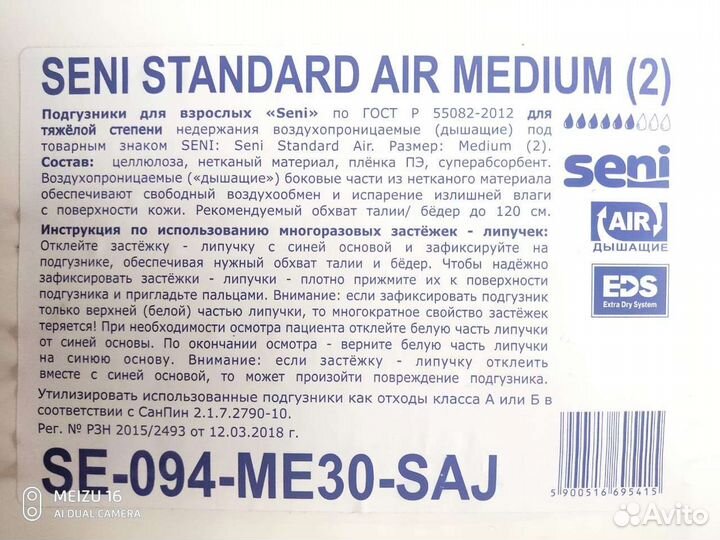 SENI STANDARD AIR MEDIUM (2)
Подгузники для взрослых «Seni» по ГОСТ Р 55082-2012 для
тяжёлой степени недержания воздухопроницаемые (дышащие) под
товарным знаком SENI: Seni Standard Air. Размер: Medium (2).
Состав: целлюлоза, нетканый материал, плёнка ПЭ, суперабсорбент.
Воздухопроницаемые («дышащие») боковые части из нетканого материала
обеспечивают свободный воздухообмен и испарение излишней влаги
с поверхности кожи. Рекомендуемый обхват талии/ бёдер до 120 см.
seni
AIR
ДЫШАЩИЕ
EDS
Extra Dry System
Инструкция по использованию многоразовых застёжек - липучек:
Отклейте застёжку - липучку с синей основой и зафиксируйте на
подгузнике, обеспечивая нужный обхват талии и бёдер. Чтобы надёжно
зафиксировать застёжки - липучки - плотно прижмите их к поверхности
подгузника и пригладьте пальцами. Внимание: если зафиксировать подгузник
только верхней (белой) частью липучки, то многократное свойство застёжек
теряется! При необходимости осмотра пациента отклейте белую часть липучки
от синей основы. По окончании осмотра - верните белую часть липучки
на синюю основу. Внимание: если застёжку - липучку отклеить
вместе с синей основой, то может произойти повреждение подгузника.
Утилизировать использованные подгузники как отходы класса А или Б в
соответствии с СанПин 2.1.7.2790-10.
Рег. № РЗН 2015/2493 от 12.03.2018 г.
SE-094-ME30-SAJ
5 900516 695415
MEIZU 16
AI DUAL CAMERA
Avito